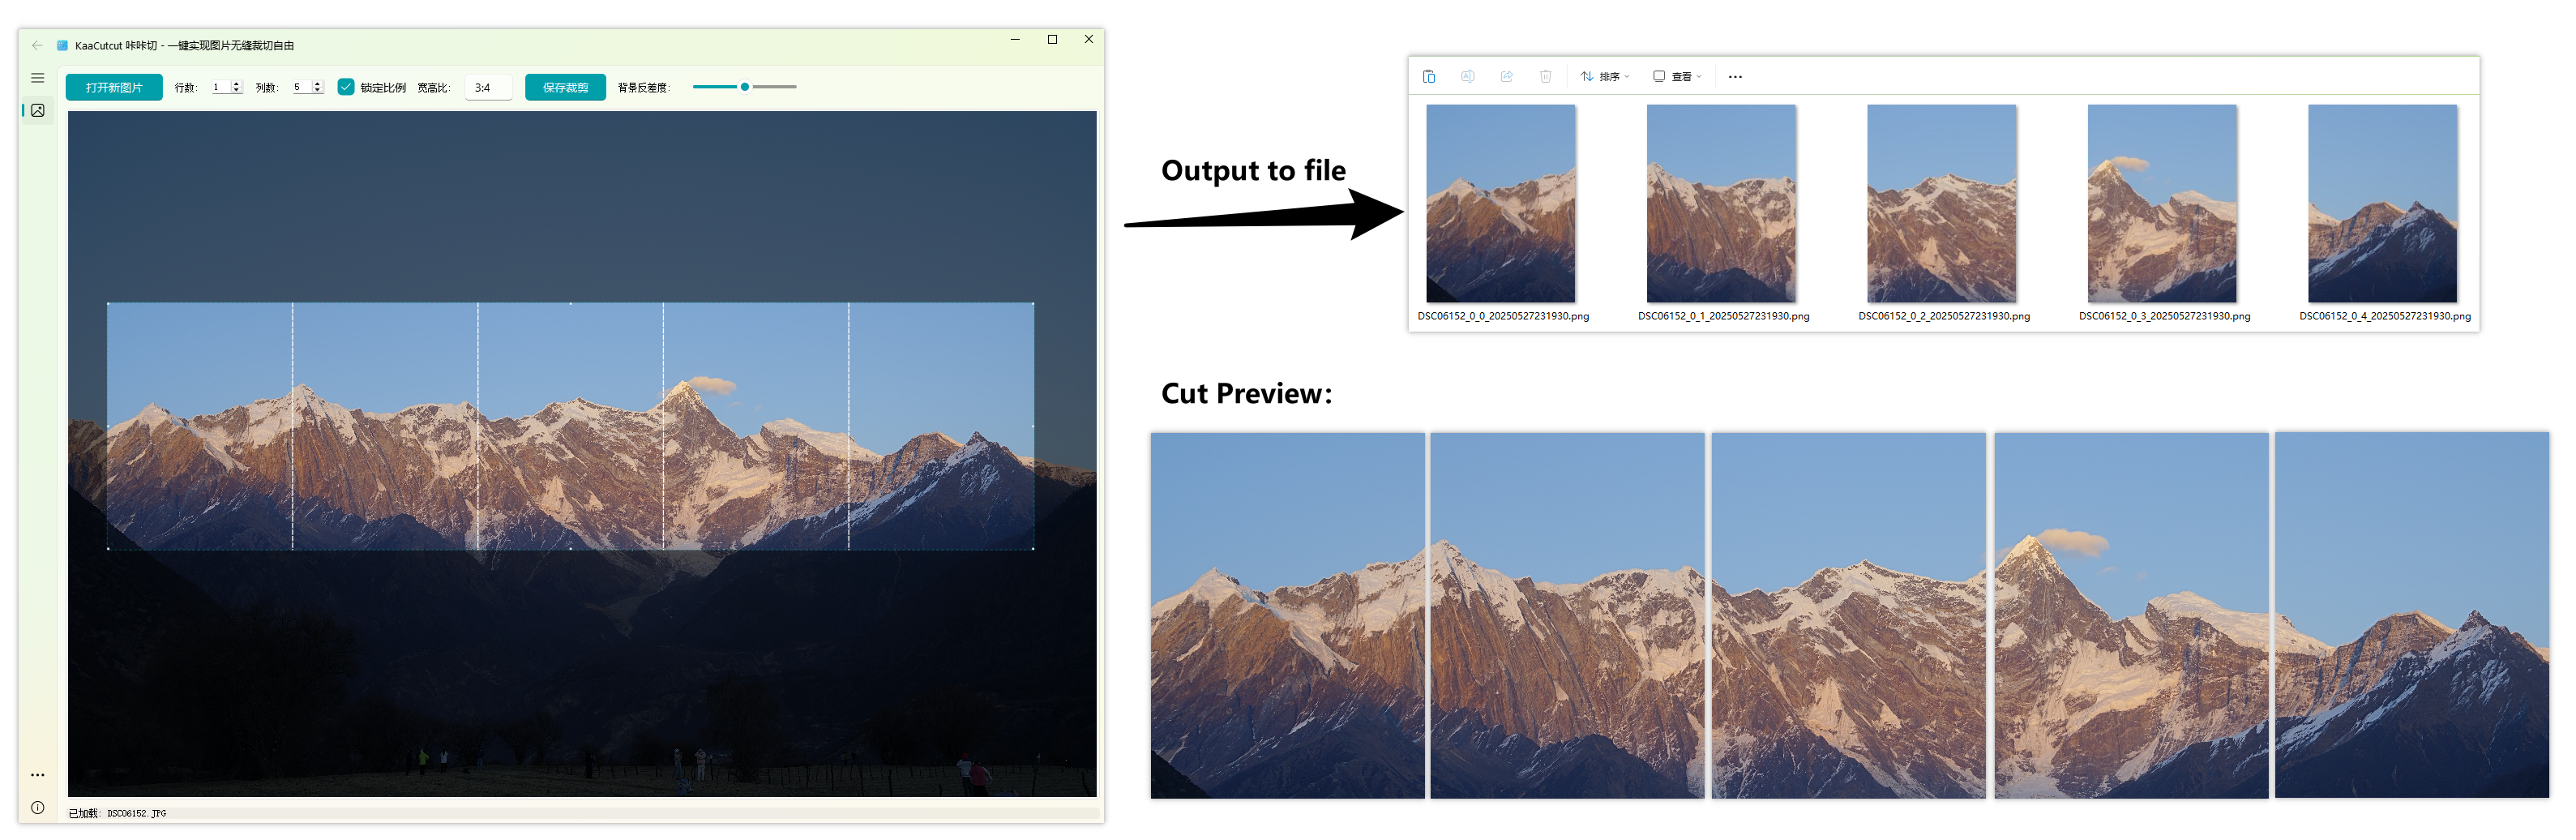 KaaCutcut 咔咔切 - 一键实现图片无缝裁切自由
打开新图片 行数: 1 列数: 5 锁定比例 宽高比: 3:4 保存裁剪 背景反差度:
已加载: DSC06152.JPG
Output to file
排序 查看
DSC06152_0_0_20250527231930.png
DSC06152_0_1_20250527231930.png
DSC06152_0_2_20250527231930.png
DSC06152_0_3_20250527231930.png
DSC06152_0_4_20250527231930.png
Cut Preview: